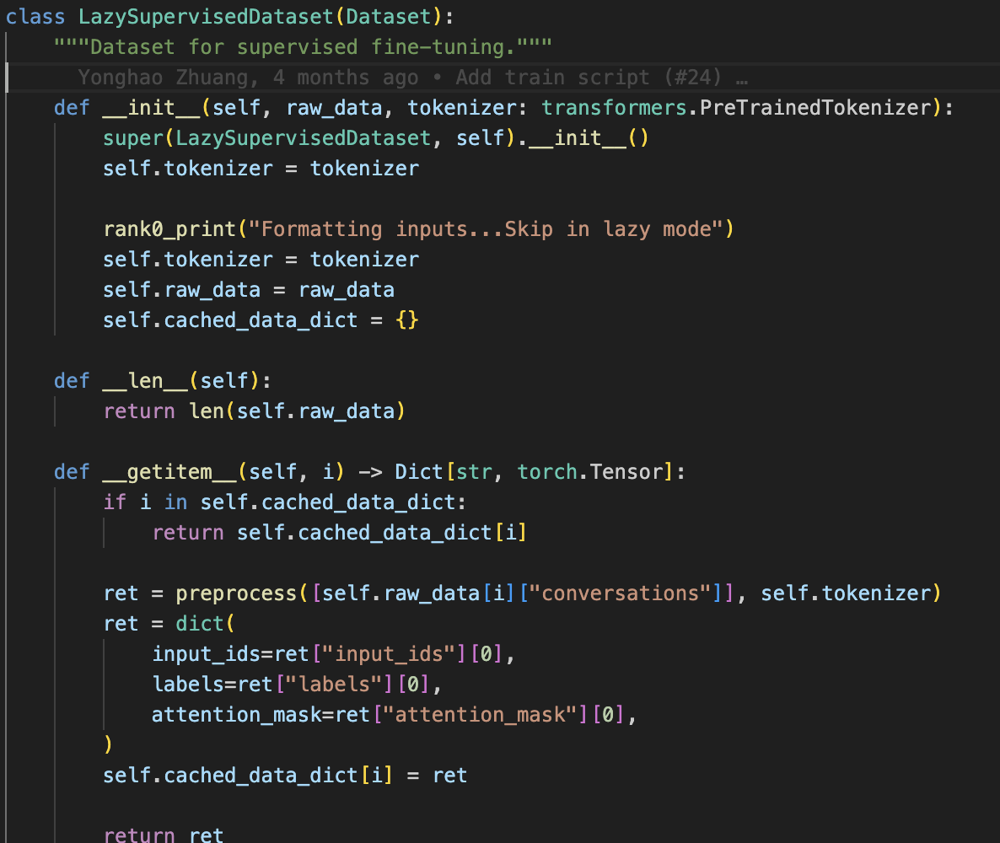 class LazySupervisedDataset(Dataset):
    """Dataset for supervised fine-tuning."""
      Yonghao Zhuang, 4 months ago • Add train script (#24) …
    def __init__(self, raw_data, tokenizer: transformers.PreTrainedTokenizer):
        super(LazySupervisedDataset, self).__init__()
        self.tokenizer = tokenizer

        rank0_print("Formatting inputs...Skip in lazy mode")
        self.tokenizer = tokenizer
        self.raw_data = raw_data
        self.cached_data_dict = {}

    def __len__(self):
        return len(self.raw_data)

    def __getitem__(self, i) -> Dict[str, torch.Tensor]:
        if i in self.cached_data_dict:
            return self.cached_data_dict[i]

        ret = preprocess([self.raw_data[i]["conversations"]], self.tokenizer)
        ret = dict(
            input_ids=ret["input_ids"][0],
            labels=ret["labels"][0],
            attention_mask=ret["attention_mask"][0],
        )
        self.cached_data_dict[i] = ret

        return ret